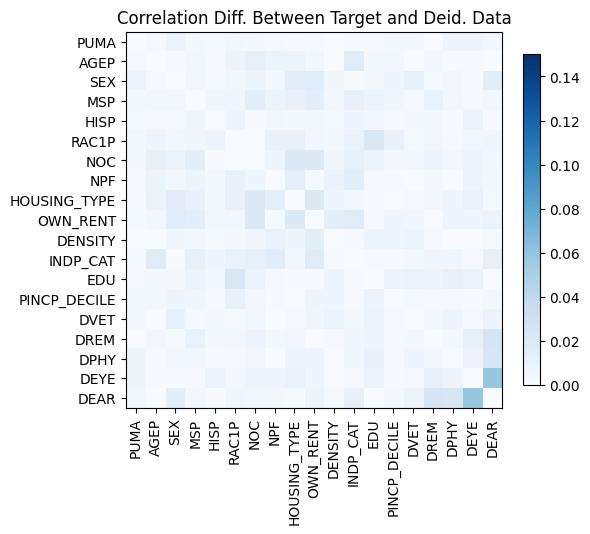 Correlation Diff. Between Target and Deid. Data
PUMA
AGEP
SEX
MSP
HISP
RAC1P
NOC
NPF
HOUSING_TYPE
OWN_RENT
DENSITY
INDP_CAT
EDU
PINCP_DECILE
DVET
DREM
DPHY
DEYE
DEAR
PUMA
AGEP
SEX
MSP
HISP
RAC1P
NOC
NPF
HOUSING_TYPE
OWN_RENT
DENSITY
INDP_CAT
EDU
PINCP_DECILE
DVET
DREM
DPHY
DEYE
DEAR
0.14
0.12
0.10
0.08
0.06
0.04
0.02
0.00